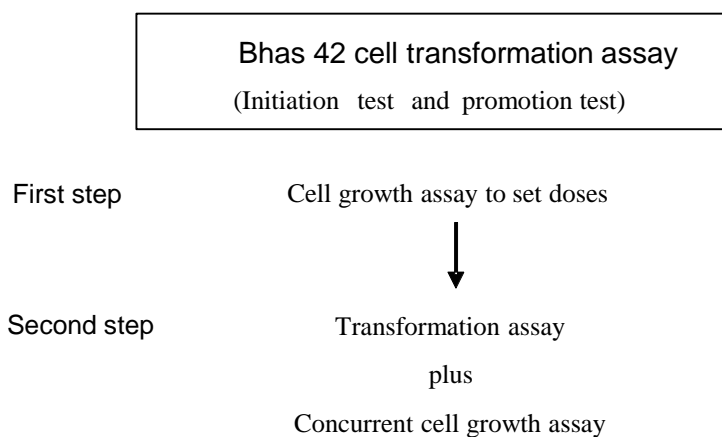 Bhas 42 cell transformation assay
(Initiation test and promotion test)
First step
Cell growth assay to set doses
Second step
Transformation assay
plus
Concurrent cell growth assay